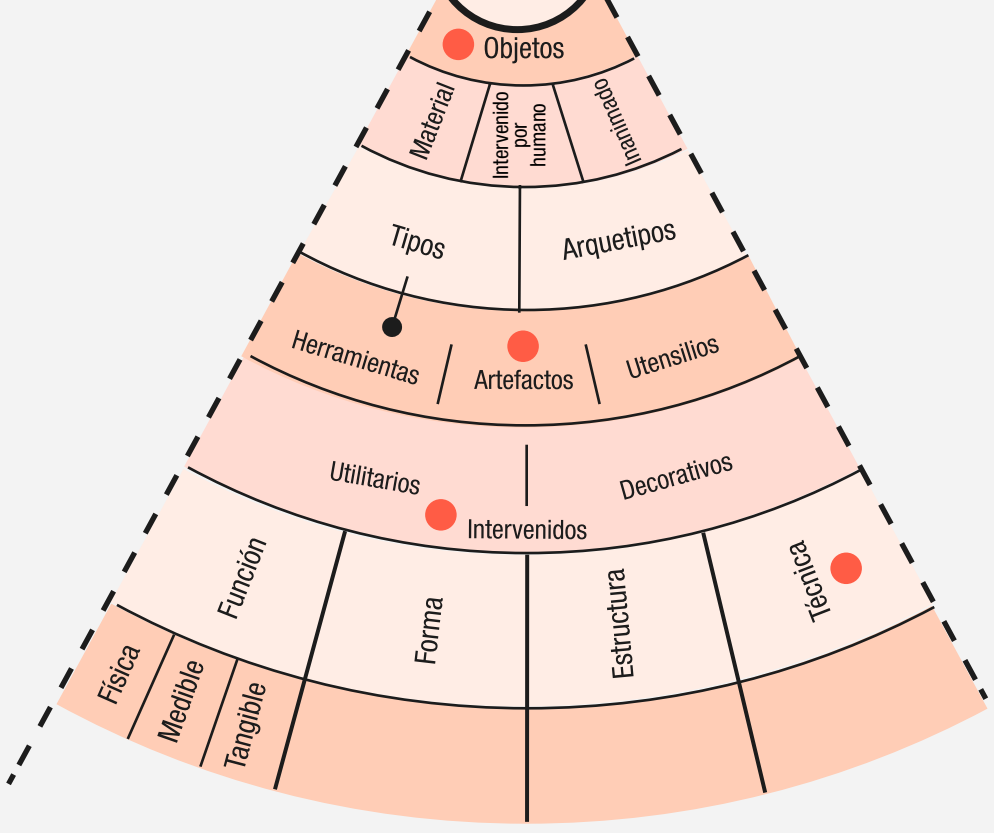 Objetos
Material
Intervenido
por
humano
Inanimado
Tipos
Arquetipos
Herramientas
Artefactos
Utensilios
Utilitarios
Decorativos
Intervenidos
Función
Forma
Estructura
Técnica
Física
Medible
Tangible